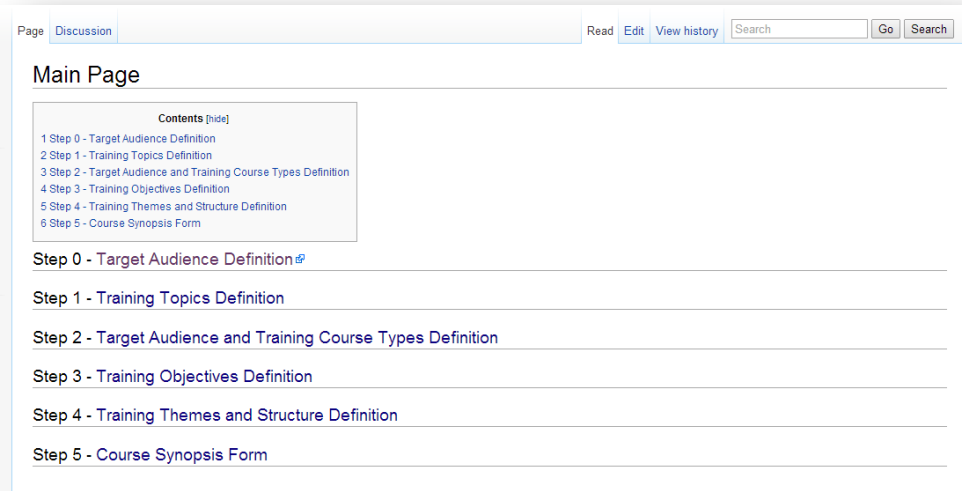 Page Discussion Read Edit View history Search Go Search
Main Page
Contents [hide]
1 Step 0 - Target Audience Definition
2 Step 1 - Training Topics Definition
3 Step 2 - Target Audience and Training Course Types Definition
4 Step 3 - Training Objectives Definition
5 Step 4 - Training Themes and Structure Definition
6 Step 5 - Course Synopsis Form
Step 0 - Target Audience Definition
Step 1 - Training Topics Definition
Step 2 - Target Audience and Training Course Types Definition
Step 3 - Training Objectives Definition
Step 4 - Training Themes and Structure Definition
Step 5 - Course Synopsis Form